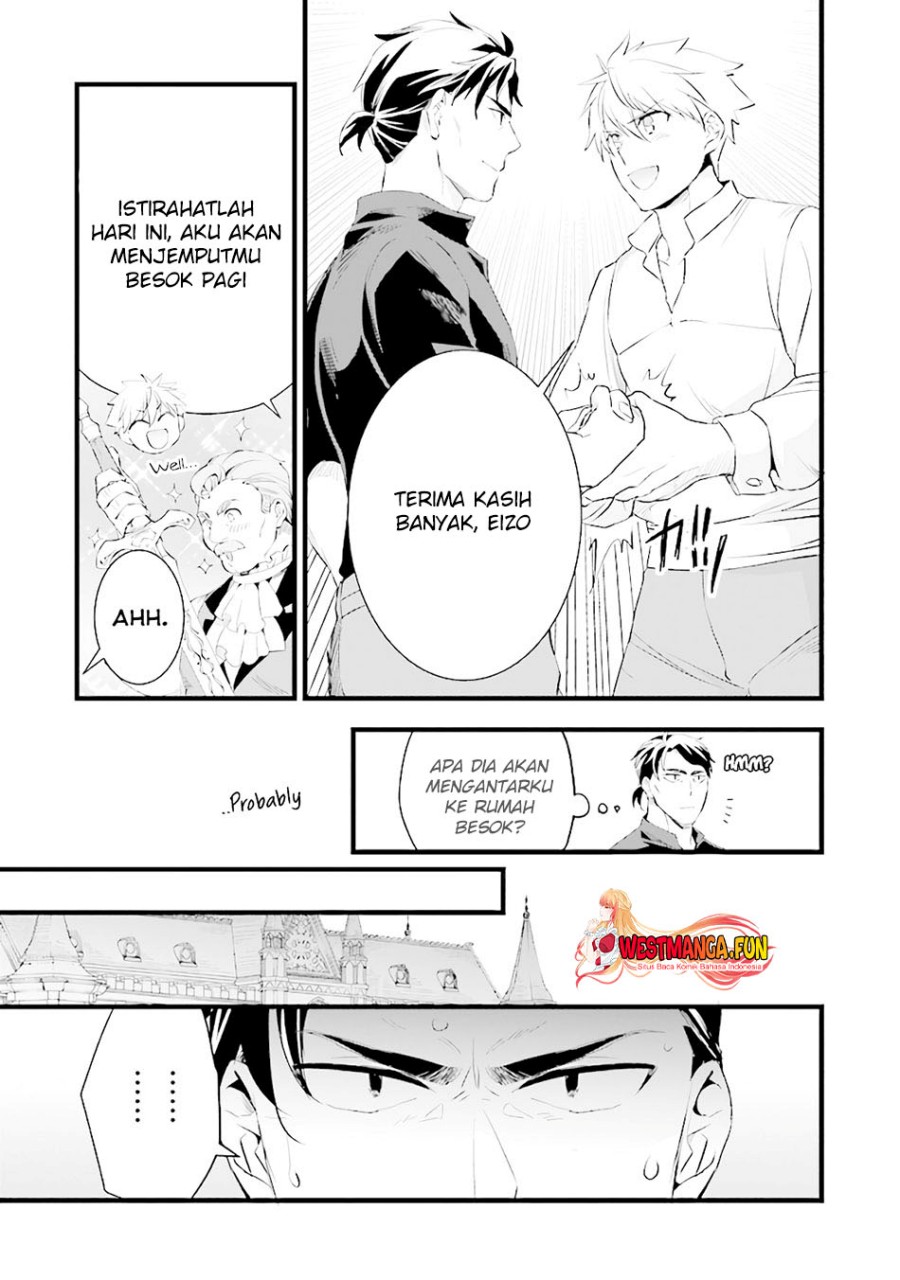 TERIMA KASIH
BANYAK, EIZO
ガ!!
ISTIRAHATLAH
HARI INI, AKU AKAN
MENJEMPUTMU
BESOK PAGI
Well...
AHH.
HMM?
APA DIA AKAN
MENGANTARKU
KE RUMAH
BESOK?
..Probably
WESTMANGA.FUN
Situs Baca Komik Bahasa Indonesia
……